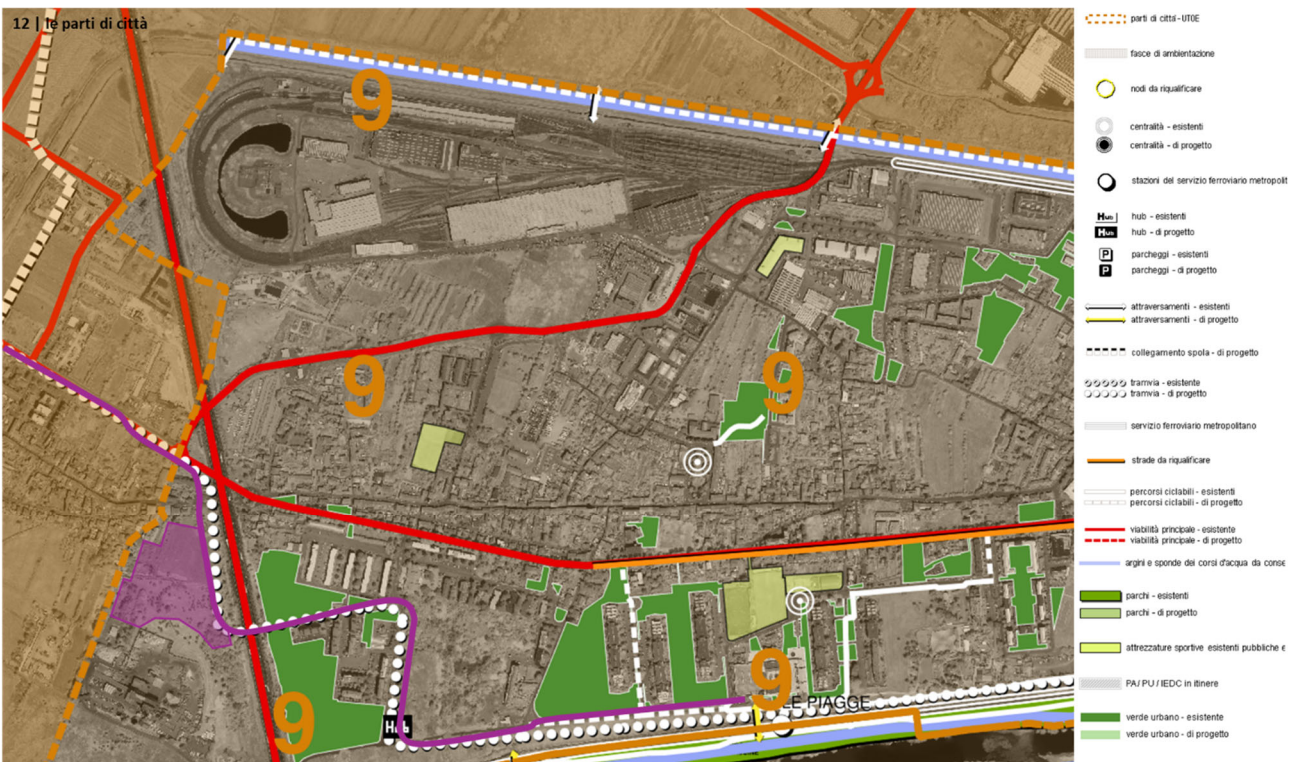 12 | le parti di città
9
9
9
9
9
Hub
LE PIAGGE
parti di città - UTOE
fasce di ambientazione
nodi da riqualificare
centralità - esistenti
centralità - di progetto
stazioni del servizio ferroviario metropolit
Hub hub - esistenti
Hub hub - di progetto
P parcheggi - esistenti
P parcheggi - di progetto
attraversamenti - esistenti
attraversamenti - di progetto
collegamento spola - di progetto
tramvia - esistente
tramvia - di progetto
servizio ferroviario metropolitano
strade da riqualificare
percorsi ciclabili - esistenti
percorsi ciclabili - di progetto
viabilità principale - esistente
viabilità principale - di progetto
argini e sponde dei corsi d'acqua da conse
parchi - esistenti
parchi - di progetto
attrezzature sportive esistenti pubbliche e
PA / PU / IEDC in itinere
verde urbano - esistente
verde urbano - di progetto